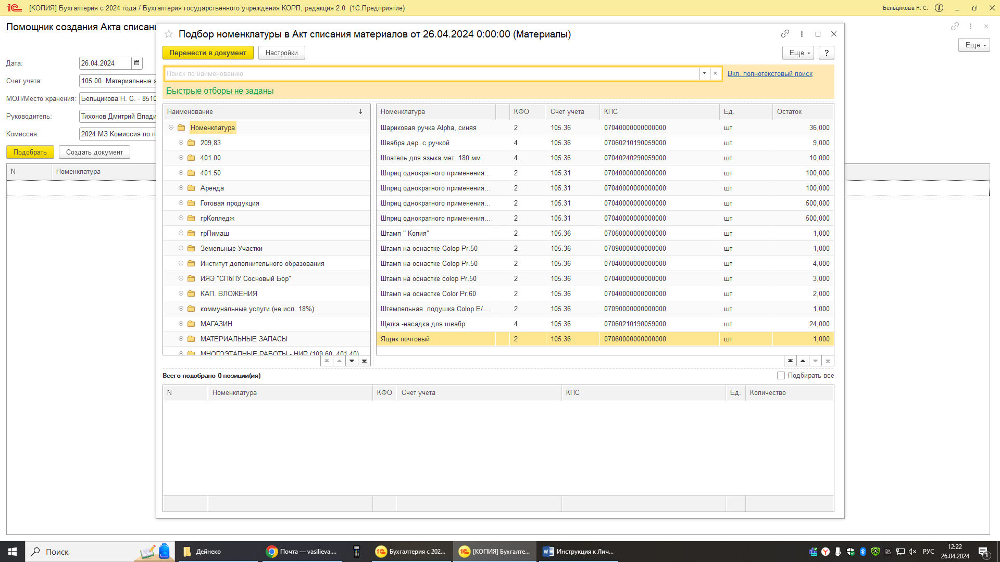 [КОПИЯ] Бухгалтерия с 2024 года / Бухгалтерия государственного учреждения КОРП, редакция 2.0 (1С:Предприятие)
Бельцикова Н. С.
Помощник создания Акта списани
Еще
Дата:
26.04.2024
Счет учета:
105.00. Материальные з
МОЛ/Место хранения:
Бельцикова Н. С. - 8510
Руководитель:
Тихонов Дмитрий Влади
Комиссия:
2024 МЗ Комиссия по п
Подобрать
Создать документ
N
Номенклатура
Подбор номенклатуры в Акт списания материалов от 26.04.2024 0:00:00 (Материалы)
Перенести в документ
Настройки
Еще
?
Поиск по наименованию
Вкл. полнотекстовый поиск
Быстрые отборы не заданы
Наименование
Номенклатура
209,83
401.00
401.50
Аренда
Готовая продукция
грКолледж
грПимаш
Земельные Участки
Институт дополнительного образования
ИЯЭ "СПбПУ Сосновый Бор"
КАП. ВЛОЖЕНИЯ
коммунальные услуги (не исп. 18%)
МАГАЗИН
МАТЕРИАЛЬНЫЕ ЗАПАСЫ
МНОГОЭТАПНЫЕ РАБОТЫ - НИР (109.60, 401.40)
Номенклатура КФО Счет учета КПС Ед. Остаток
Шариковая ручка Alpha, синяя 2 105.36 07040000000000000 шт 36,000
Швабра дер. с ручкой 4 105.36 07060210190059000 шт 9,000
Шпатель для языка мет. 180 мм 4 105.36 07040240290059000 шт 10,000
Шприц однократного применения... 2 105.31 07040000000000000 шт 100,000
Шприц однократного применения... 2 105.31 07040000000000000 шт 100,000
Шприц однократного применения... 2 105.31 07040000000000000 шт 500,000
Шприц однократного применения... 2 105.31 07040000000000000 шт 500,000
Штамп " Копия" 2 105.36 07060000000000000 шт 1,000
Штамп на оснастке Colop Pr.50 2 105.36 07090000000000000 шт 1,000
Штамп на оснастке Colop Pr.50 2 105.36 07040000000000000 шт 4,000
Штамп на оснастке colop Pr.50 2 105.36 07040000000000000 шт 3,000
Штамп на оснастке Color Pr.60 2 105.36 07040000000000000 шт 2,000
Штемпельная подушка Colop E/... 2 105.36 07090000000000000 шт 1,000
Щетка -насадка для швабр 4 105.36 07060210190059000 шт 24,000
Ящик почтовый 2 105.36 07060000000000000 шт 1,000
Всего подобрано 0 позиции(ия)
Подбирать все
N Номенклатура КФО Счет учета КПС Ед. Количество
Поиск
Дейнеко
Почта — vasilieva....
Бухгалтерия с 202...
[КОПИЯ] Бухгалте...
Инструкция к Лич...
РУС
12:22
26.04.2024
1